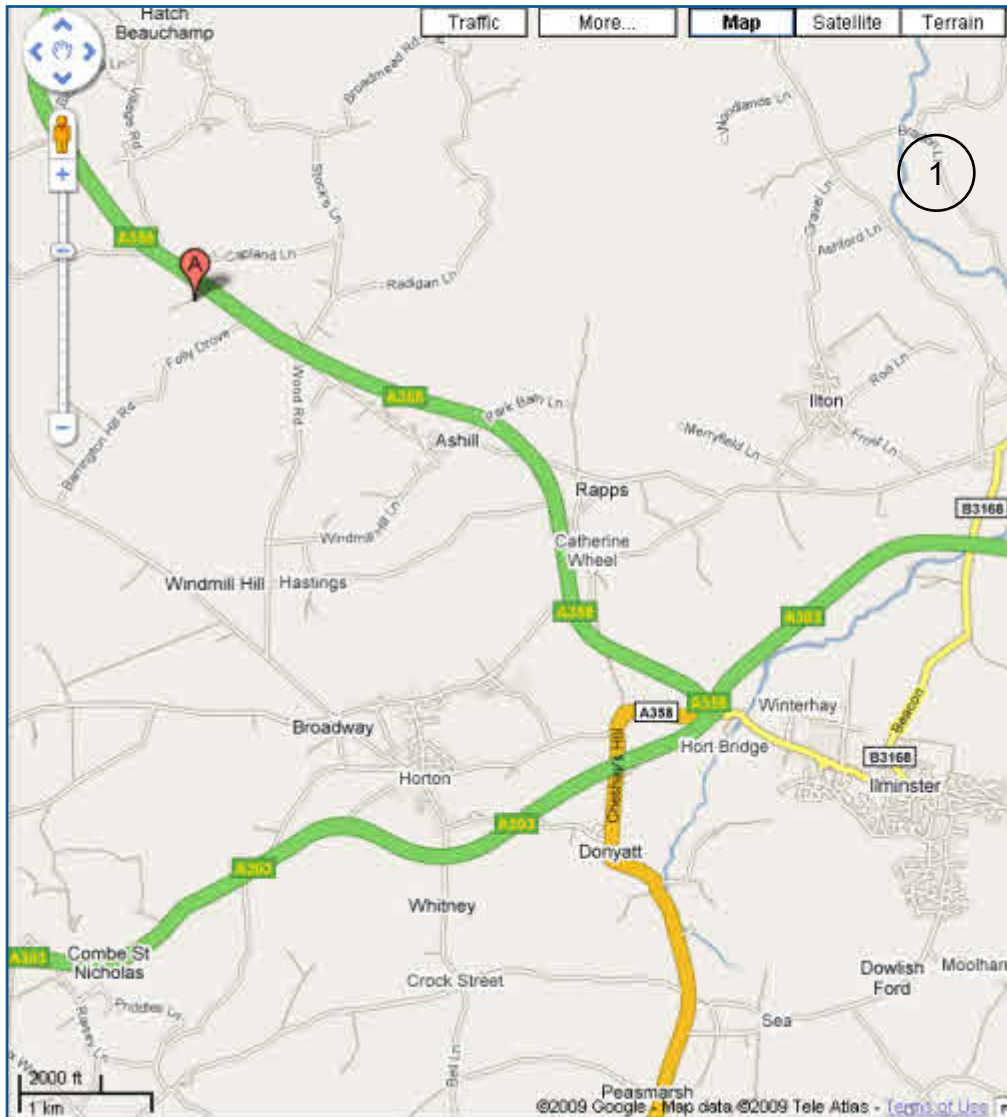 Hatch
Beauchamp
Traffic
More...
Map
Satellite
Terrain
Village Rd
Broadmead Rd
Woodlands Ln
1
Stock's Ln
Gravel Ln
Ashford Ln
A358
Capland Ln
A
Radigan Ln
Folly Drove
Wood Rd
A358
Park Barn Ln
Rod Ln
Ilton
Frost Ln
Barrington Hill Rd
Ashill
Merryfield Ln
Rapps
B3168
Windmill Hill Ln
Catherine
Wheel
Windmill Hill
Hastings
A358
A303
A358
A358
Winterhay
Beacon
Broadway
Hort Bridge
B3168
Horton
Ilminster
A303
Donyatt
A303
Whitney
A303
Combe St
Nicholas
Crock Street
Dowlish
Ford
Moolham
Priddles Ln
Sea
Bell Ln
2000 ft
1 km
Peasmarsh
©2009 Google - Map data ©2009 Tele Atlas - Terms of Use